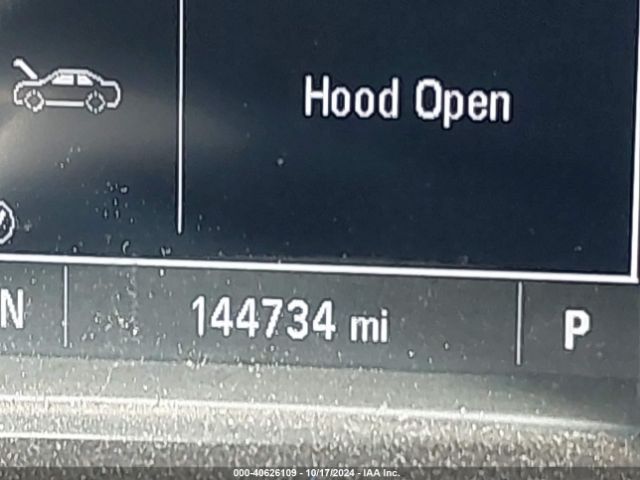 Hood Open
N 144734 mi P
000-40626109 - 10/17/2024 - IAA Inc.